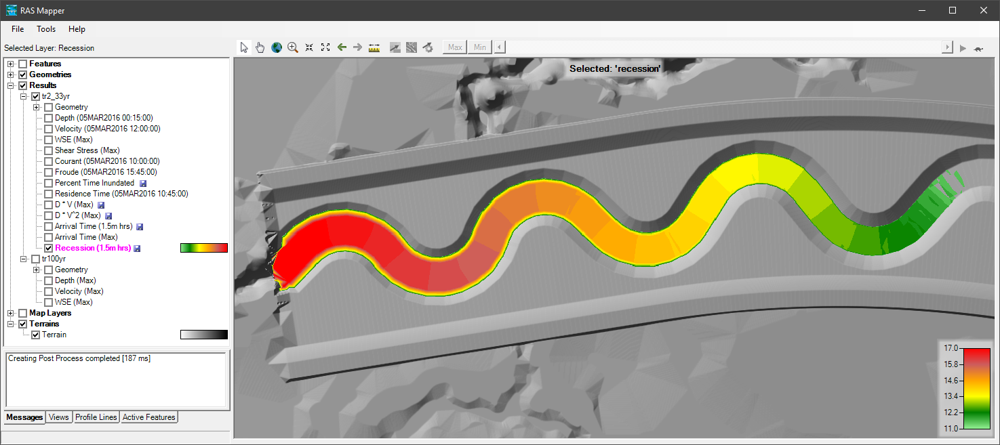 RAS Mapper
File Tools Help
Selected Layer: Recession
Max Min
Features
Geometries
Results
tr2_33yr
Geometry
Depth (05MAR2016 00:15:00)
Velocity (05MAR2016 12:00:00)
WSE (Max)
Shear Stress (Max)
Courant (05MAR2016 10:00:00)
Froude (05MAR2016 15:45:00)
Percent Time Inundated
Residence Time (05MAR2016 10:45:00)
D * V (Max)
D * V^2 (Max)
Arrival Time (1.5m hrs)
Arrival Time (Max)
Recession (1.5m hrs)
tr100yr
Geometry
Depth (Max)
Velocity (Max)
WSE (Max)
Map Layers
Terrains
Terrain
Creating Post Process completed [187 ms]
Messages Views Profile Lines Active Features
Selected: 'recession'
17.0
15.8
14.6
13.4
12.2
11.0